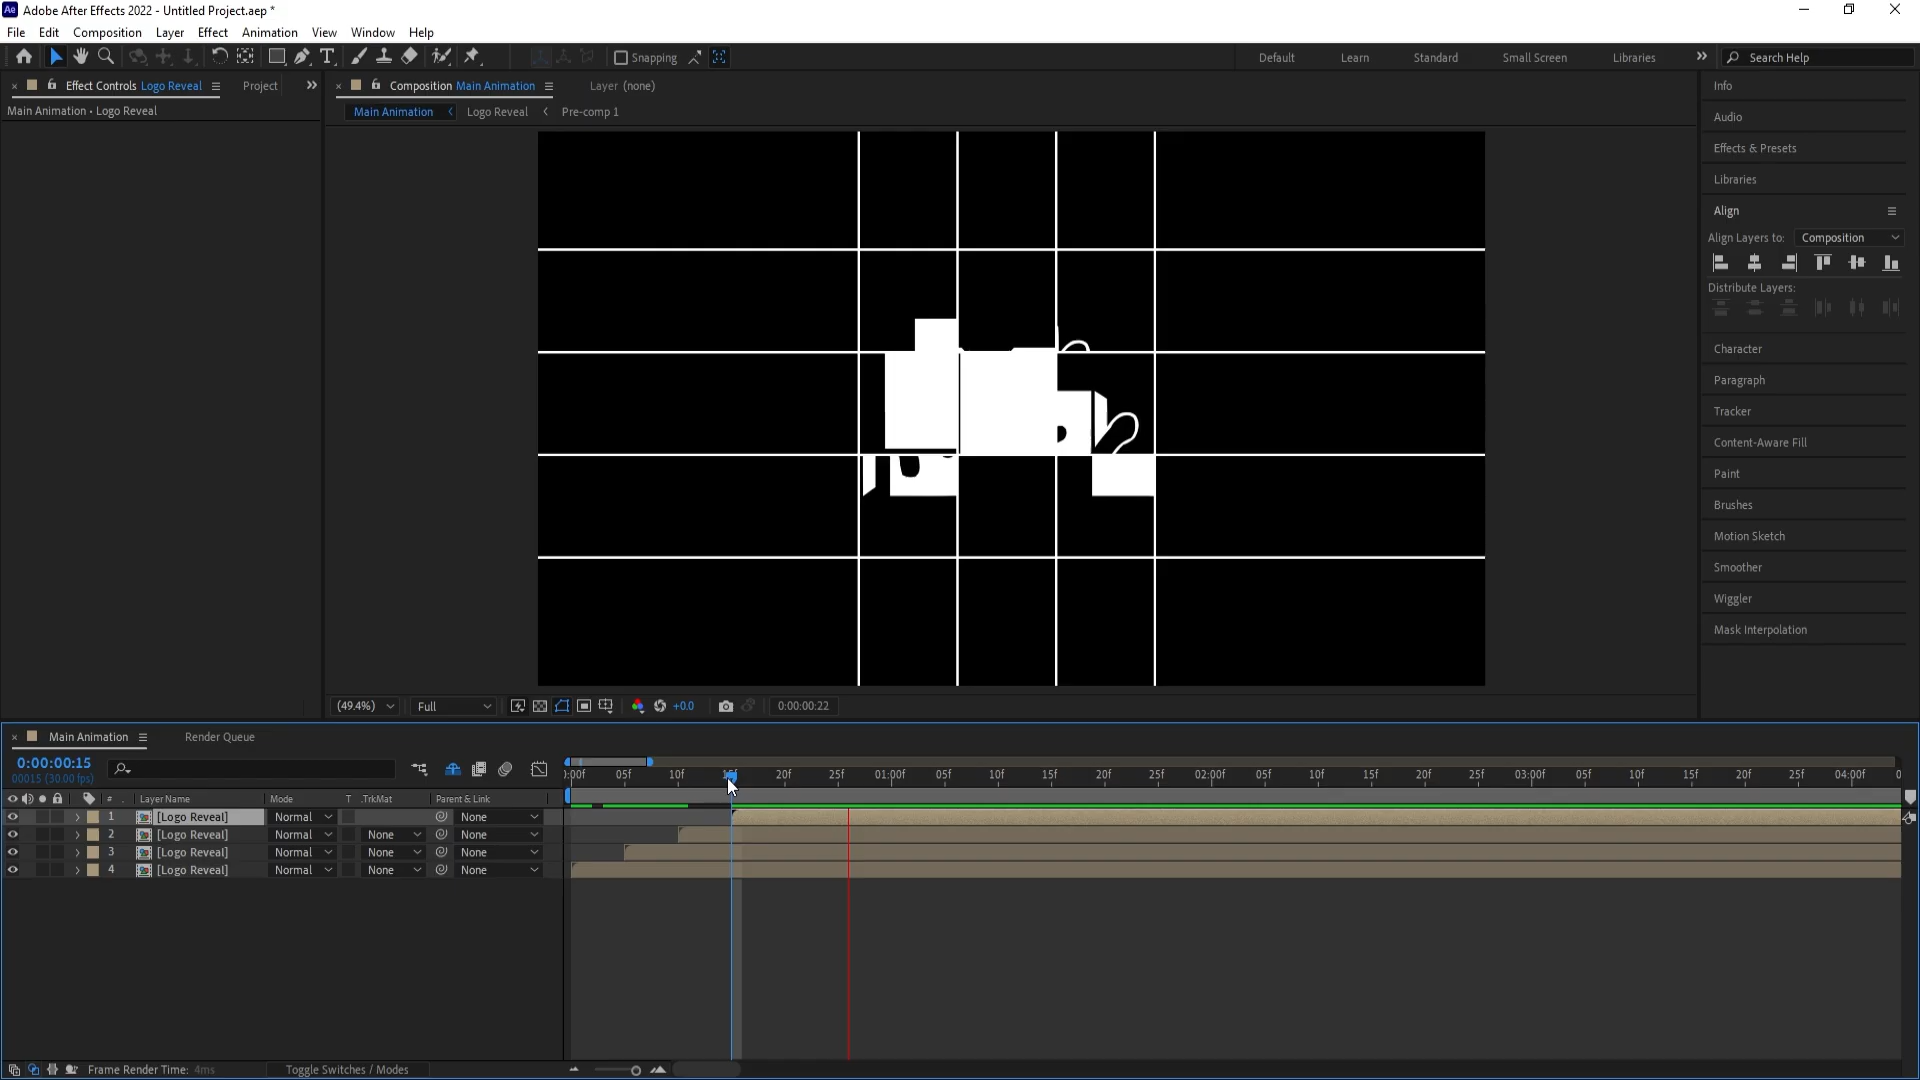 Adobe After Effects 2022 - Untitled Project.aep *
File Edit Composition Layer Effect Animation View Window Help
Snapping Default Learn Standard Small Screen Libraries Search Help
Effect Controls Logo Reveal Project
Composition Main Animation Layer (none)
Main Animation • Logo Reveal
Main Animation Logo Reveal Pre-comp 1
Info
Audio
Effects & Presets
Libraries
Align
Align Layers to: Composition
Distribute Layers:
Character
Paragraph
Tracker
Content-Aware Fill
Paint
Brushes
Motion Sketch
Smoother
Wiggler
Mask Interpolation
(49.4%) Full +0.0 0:00:00:22
Main Animation Render Queue
0:00:00:15
00015 (30.00 fps)
:00f 05f 10f 15f 20f 25f 01:00f 05f 10f 15f 20f 25f 02:00f 05f 10f 15f 20f 25f 03:00f 05f 10f 15f 20f 25f 04:00f 0
# Layer Name Mode T .TrkMat Parent & Link
1 [Logo Reveal] Normal None
2 [Logo Reveal] Normal None None
3 [Logo Reveal] Normal None None
4 [Logo Reveal] Normal None None
Frame Render Time: 4ms Toggle Switches / Modes